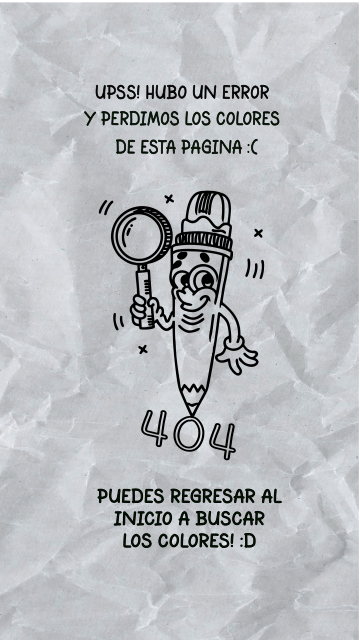 UPSS! HUBO UN ERROR
Y PERDIMOS LOS COLORES
DE ESTA PAGINA :(
404
PUEDES REGRESAR AL
INICIO A BUSCAR
LOS COLORES! :D